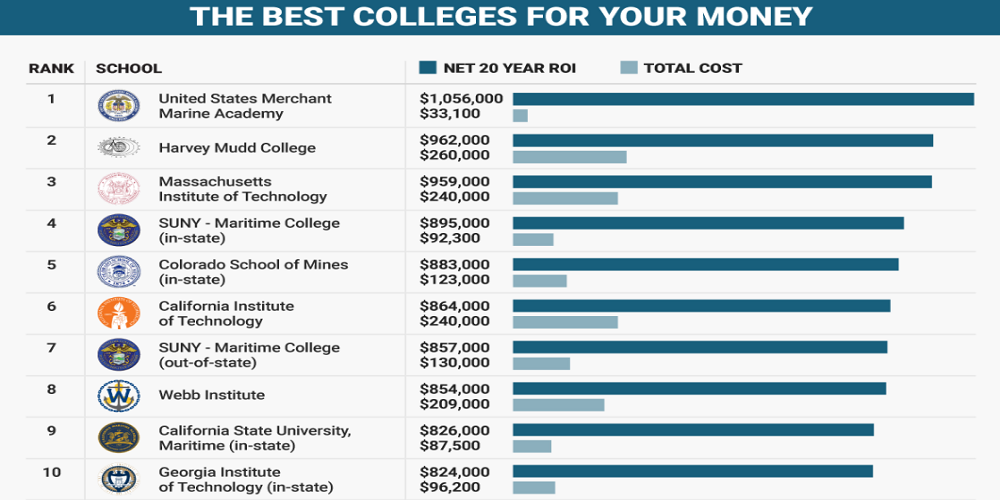 THE BEST COLLEGES FOR YOUR MONEY
RANK SCHOOL NET 20 YEAR ROI TOTAL COST
1 United States Merchant $1,056,000
Marine Academy $33,100
2 Harvey Mudd College $962,000
$260,000
3 Massachusetts $959,000
Institute of Technology $240,000
4 SUNY - Maritime College $895,000
(in-state) $92,300
5 Colorado School of Mines $883,000
(in-state) $123,000
6 California Institute $864,000
of Technology $240,000
7 SUNY - Maritime College $857,000
(out-of-state) $130,000
8 W Webb Institute $854,000
$209,000
9 California State University, $826,000
Maritime (in-state) $87,500
10 Georgia Institute $824,000
of Technology (in-state) $96,200